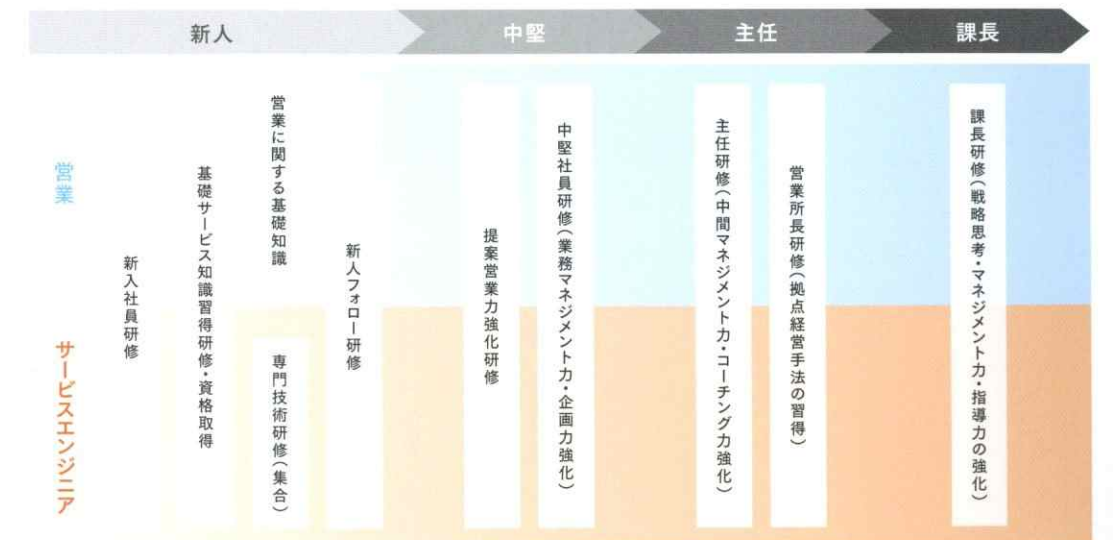 新人
中堅
主任
課長
営業
サービスエンジニア
新入社員研修
基礎サービス知識習得研修・資格取得
営業に関する基礎知識
専門技術研修(集合)
新人フォロー研修
提案営業力強化研修
中堅社員研修(業務マネジメント力・企画力強化)
主任研修(中間マネジメント力・コーチング力強化)
営業所長研修(拠点経営手法の習得)
課長研修(戦略思考・マネジメント力・指導力の強化)